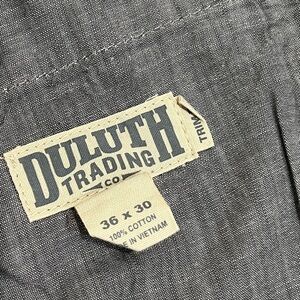 DULUTH
TRADING
CO
TRIM
36 x 30
100% COTTON
E IN VIETNAM